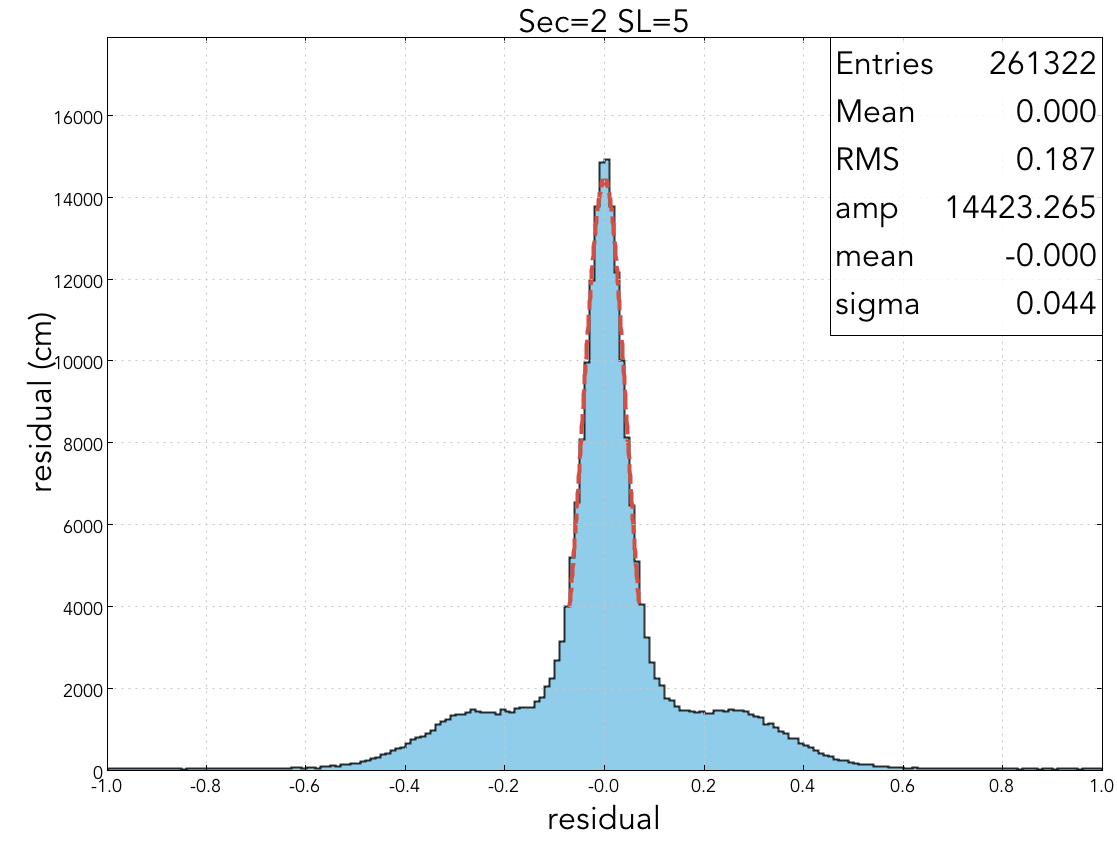 Sec=2 SL=5
Entries 261322
Mean 0.000
RMS 0.187
amp 14423.265
mean -0.000
sigma 0.044
residual (cm)
16000
14000
12000
10000
8000
6000
4000
2000
0
-1.0 -0.8 -0.6 -0.4 -0.2 -0.0 0.2 0.4 0.6 0.8 1.0
residual